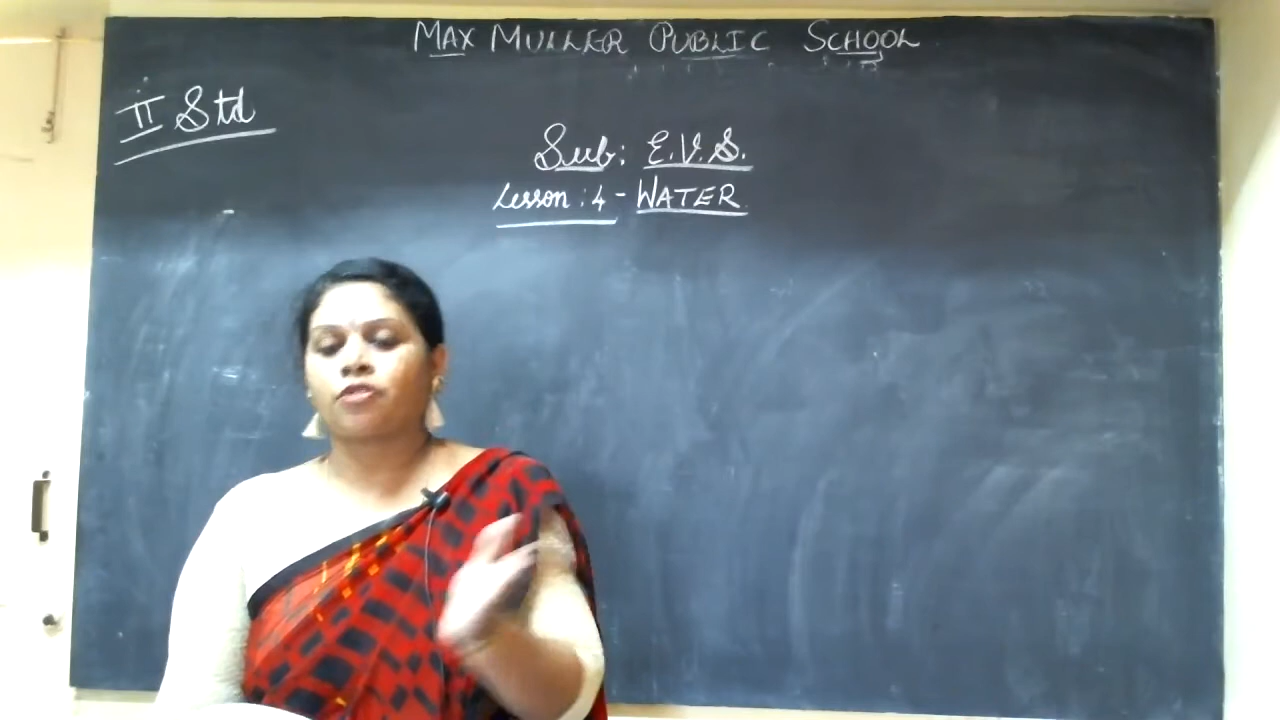 MAX MULLER PUBLIC SCHOOL
II Std
Sub: E.V.S.
Lesson: 4 - WATER